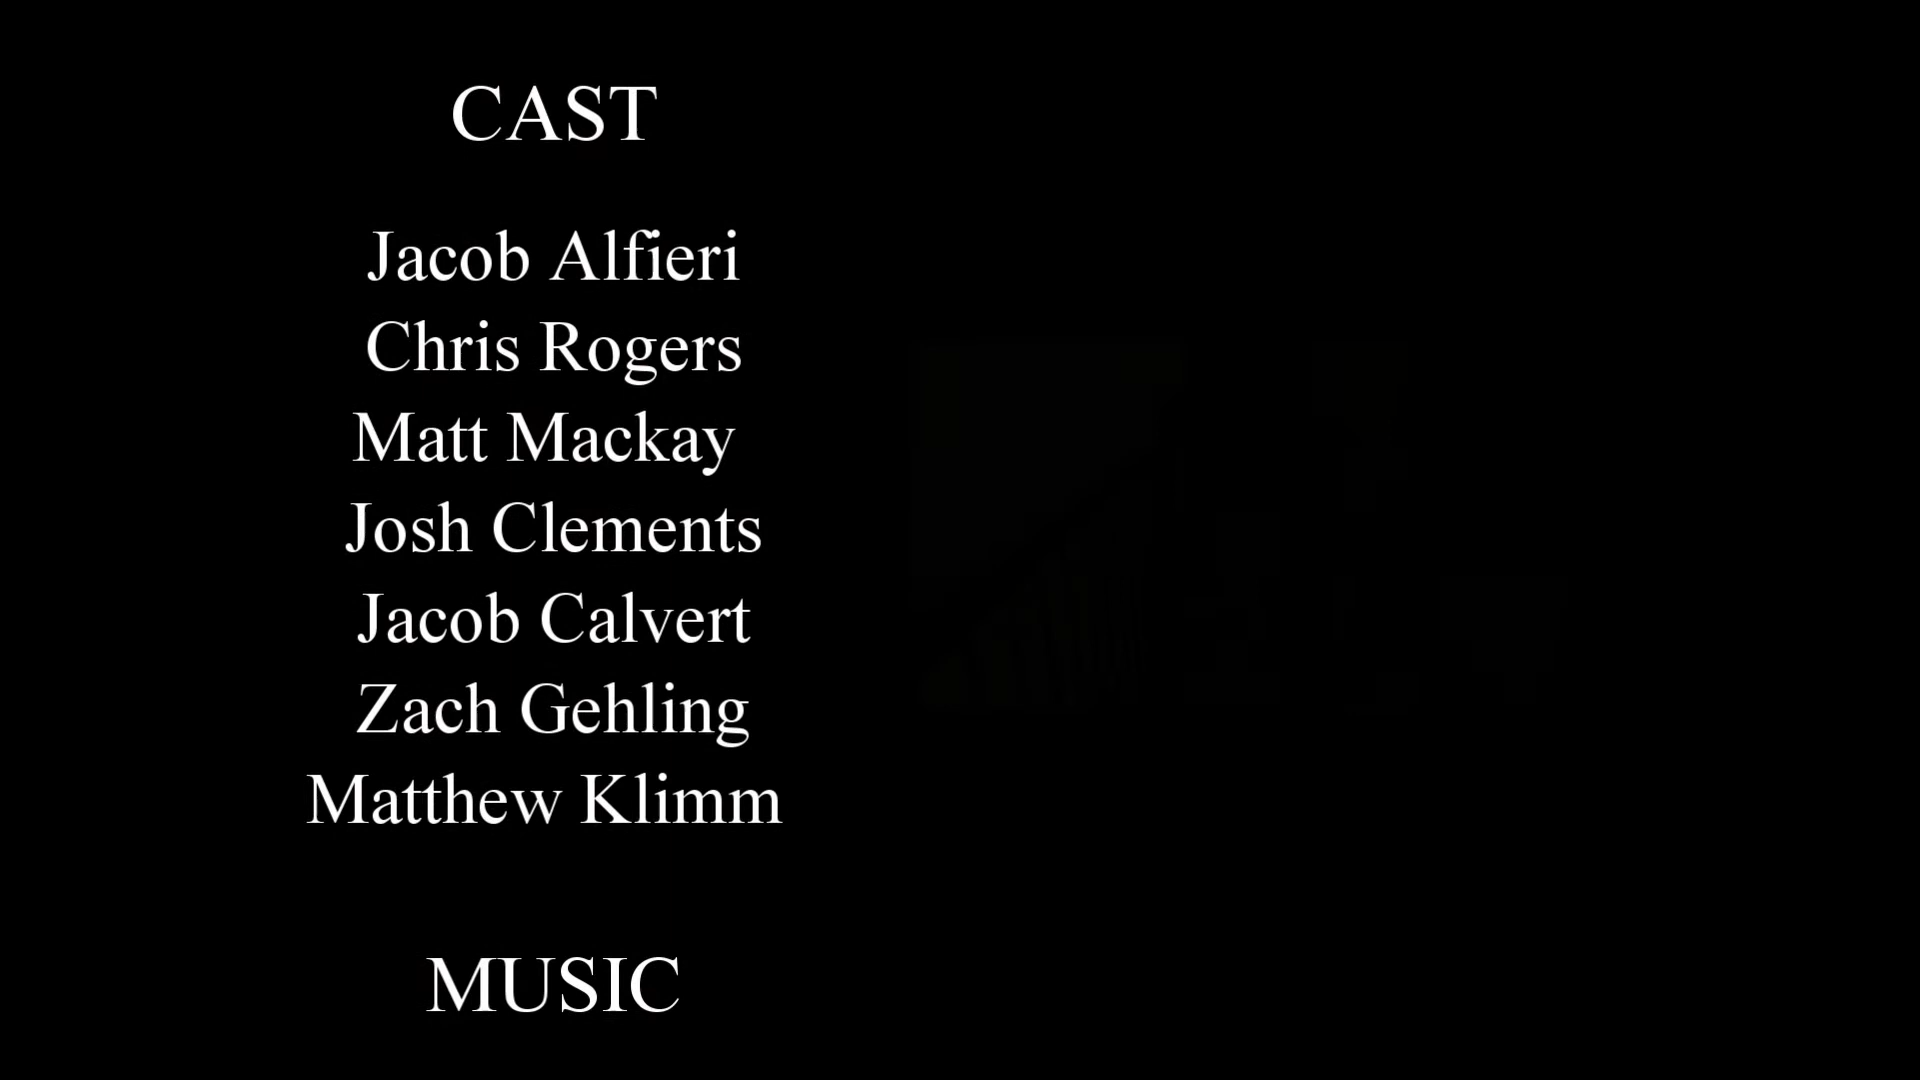 CAST
Jacob Alfieri
Chris Rogers
Matt Mackay
Josh Clements
Jacob Calvert
Zach Gehling
Matthew Klimm
MUSIC